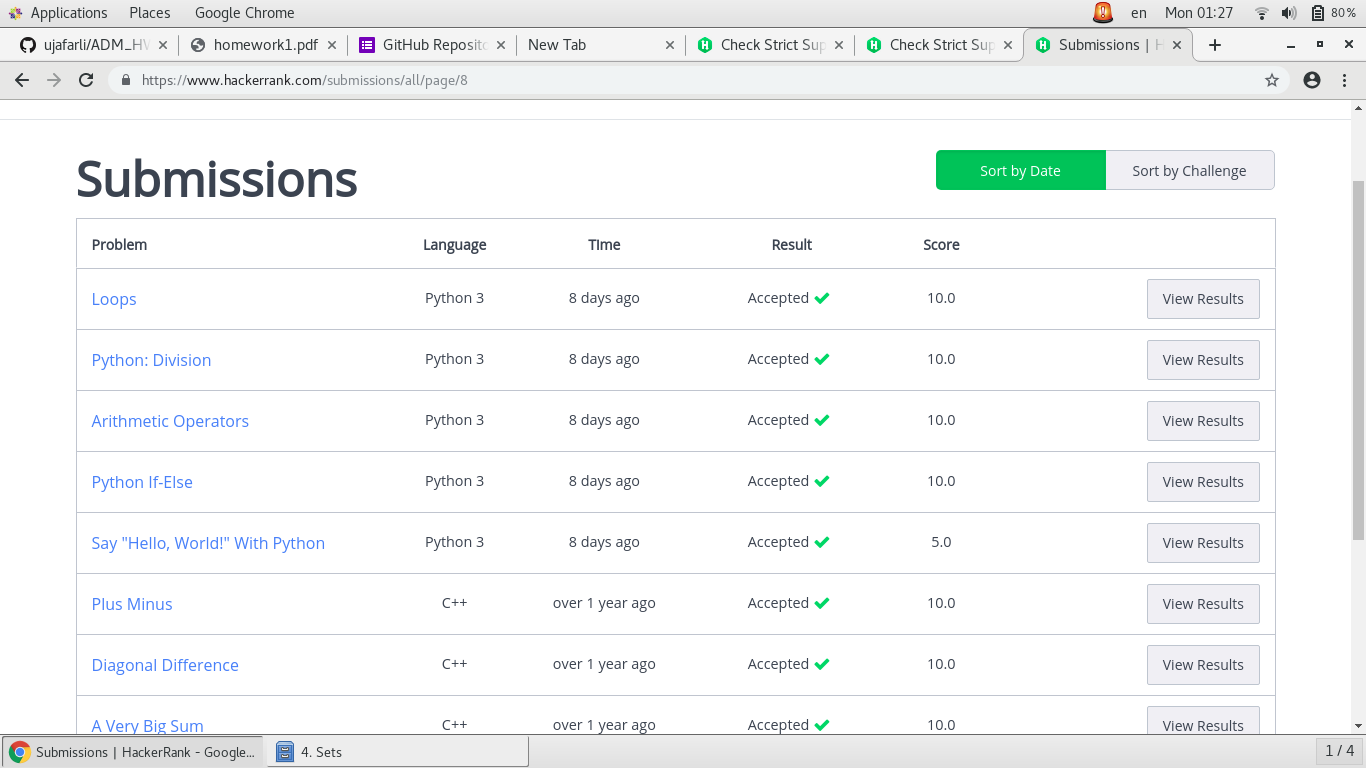 Applications Places Google Chrome en Mon 01:27 80%
ujafarli/ADM_HW homework1.pdf GitHub Reposito New Tab Check Strict Sup Check Strict Sup Submissions | H
https://www.hackerrank.com/submissions/all/page/8
Submissions Sort by Date Sort by Challenge
Problem Language Time Result Score
Loops Python 3 8 days ago Accepted 10.0 View Results
Python: Division Python 3 8 days ago Accepted 10.0 View Results
Arithmetic Operators Python 3 8 days ago Accepted 10.0 View Results
Python If-Else Python 3 8 days ago Accepted 10.0 View Results
Say "Hello, World!" With Python Python 3 8 days ago Accepted 5.0 View Results
Plus Minus C++ over 1 year ago Accepted 10.0 View Results
Diagonal Difference C++ over 1 year ago Accepted 10.0 View Results
A Very Big Sum C++ over 1 year ago Accepted 10.0 View Results
Submissions | HackerRank - Google... 4. Sets 1 / 4